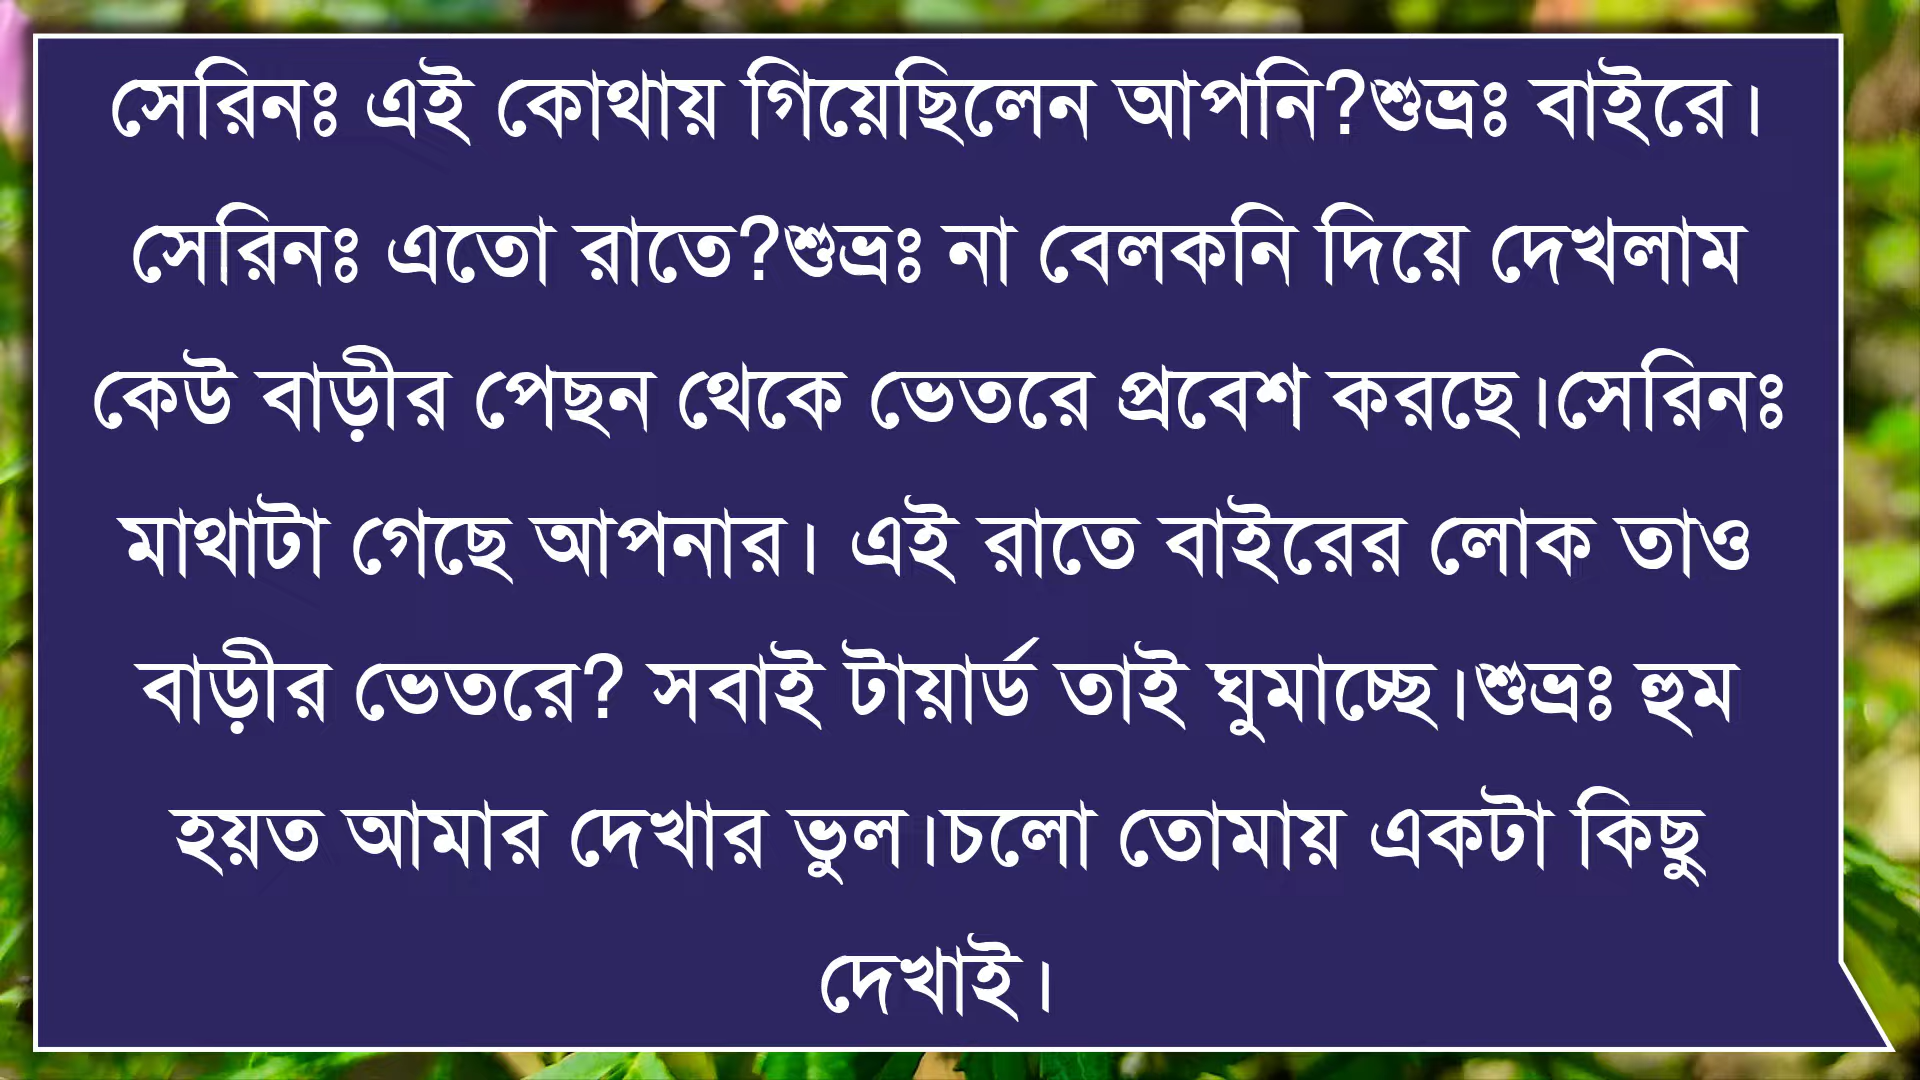 সেরিনঃ এই কোথায় গিয়েছিলেন আপনি?শুভ্রঃ বাইরে।
সেরিনঃ এতো রাতে?শুভ্রঃ না বেলকনি দিয়ে দেখলাম
কেউ বাড়ীর পেছন থেকে ভেতরে প্রবেশ করছে।সেরিনঃ
মাথাটা গেছে আপনার। এই রাতে বাইরের লোক তাও
বাড়ীর ভেতরে? সবাই টায়ার্ড তাই ঘুমাচ্ছে।শুভ্রঃ হুম
হয়ত আমার দেখার ভুল।চলো তোমায় একটা কিছু
দেখাই।